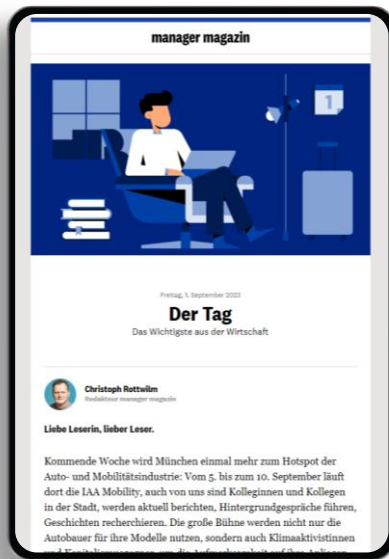 manager magazin
1
Freitag, 1. September 2023
Der Tag
Das Wichtigste aus der Wirtschaft
Christoph Rottwilm
Redakteur manager magazin
Liebe Leserin, lieber Leser.
Kommende Woche wird München einmal mehr zum Hotspot der
Auto- und Mobilitätsindustrie: Vom 5. bis zum 10. September läuft
dort die IAA Mobility, auch von uns sind Kolleginnen und Kollegen
in der Stadt, werden aktuell berichten, Hintergrundgespräche führen,
Geschichten recherchieren. Die große Bühne werden nicht nur die
Autobauer für ihre Modelle nutzen, sondern auch Klimaaktivistinnen